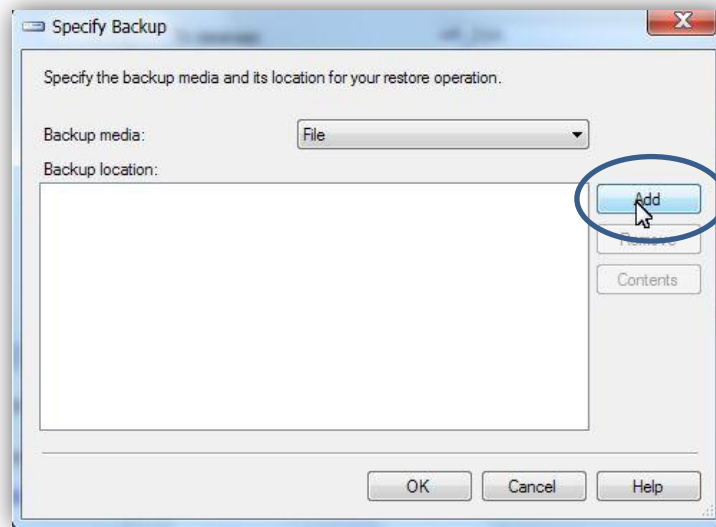 Specify Backup
Specify the backup media and its location for your restore operation.
Backup media:
File
Backup location:
Add
Remove
Contents
OK
Cancel
Help